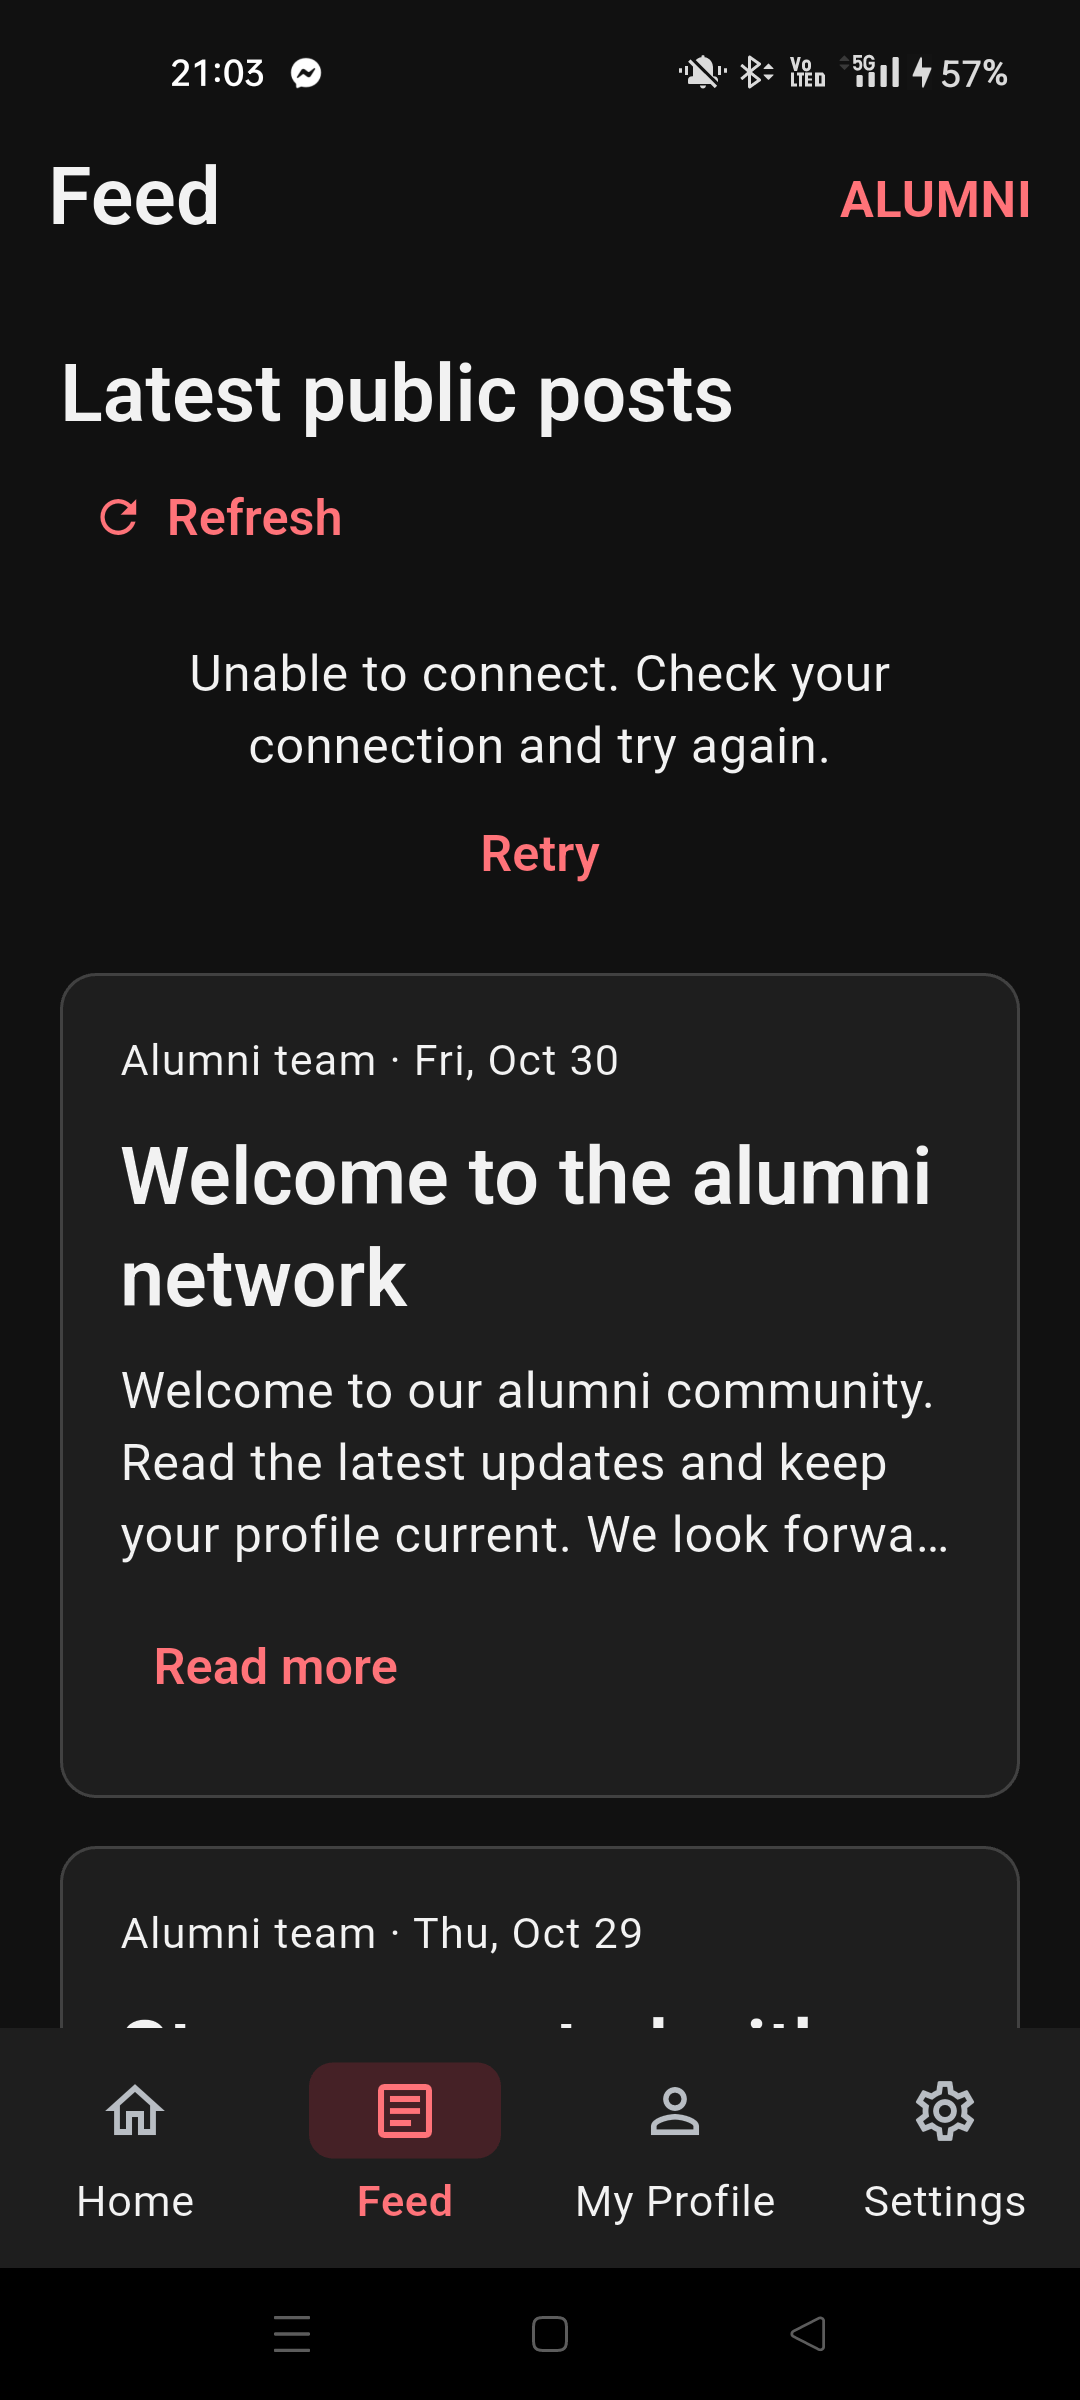 21:03
Vo LTED 5G 57%
Feed
ALUMNI
Latest public posts
Refresh
Unable to connect. Check your
connection and try again.
Retry
Alumni team · Fri, Oct 30
Welcome to the alumni
network
Welcome to our alumni community.
Read the latest updates and keep
your profile current. We look forwa…
Read more
Alumni team · Thu, Oct 29
Home
Feed
My Profile
Settings